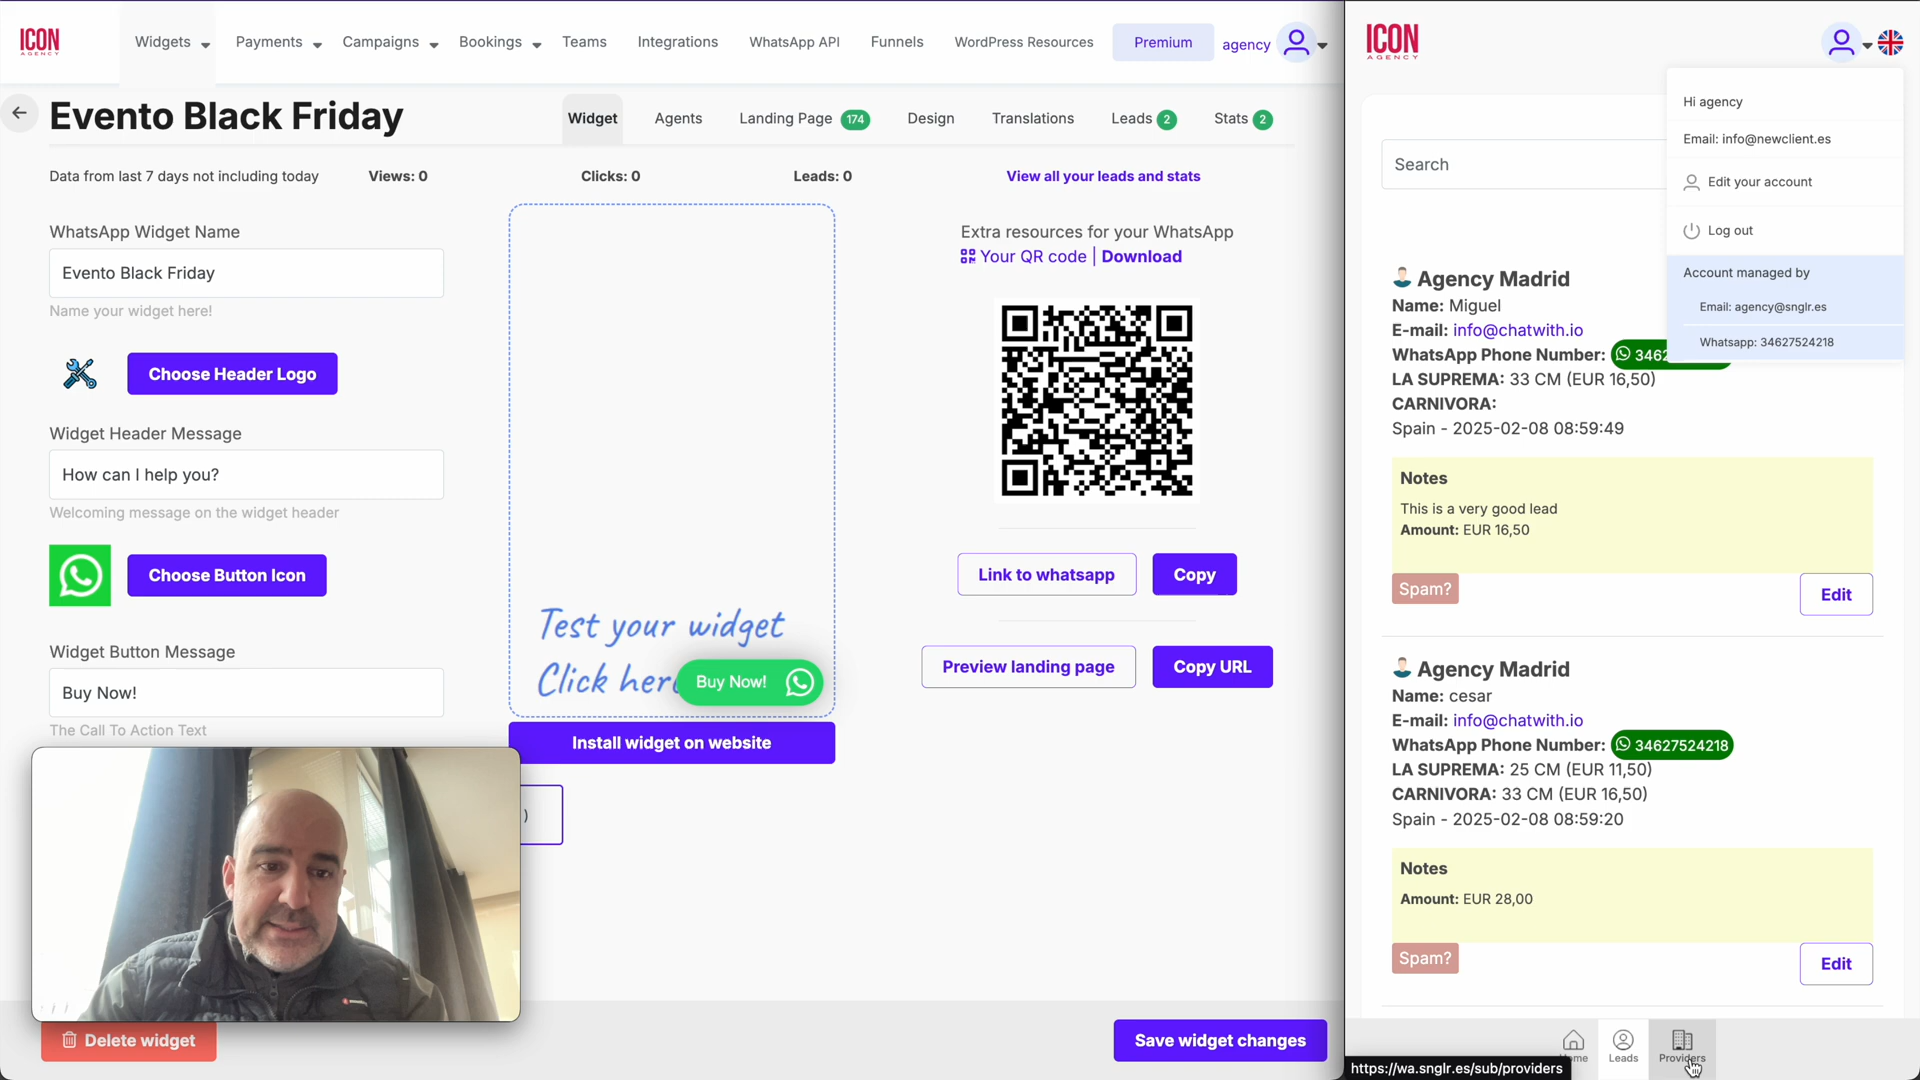 ICON
AGENCY
Widgets
Payments
Campaigns
Bookings
Teams
Integrations
WhatsApp API
Funnels
WordPress Resources
Premium
agency
Evento Black Friday
Widget
Agents
Landing Page 174
Design
Translations
Leads 2
Stats 2
Data from last 7 days not including today
Views: 0
Clicks: 0
Leads: 0
View all your leads and stats
WhatsApp Widget Name
Evento Black Friday
Name your widget here!
Choose Header Logo
Widget Header Message
How can I help you?
Welcoming message on the widget header
Choose Button Icon
Widget Button Message
Buy Now!
The Call To Action Text
Test your widget
Click here
Buy Now!
Install widget on website
)
Extra resources for your WhatsApp
Your QR code | Download
Link to whatsapp
Copy
Preview landing page
Copy URL
Delete widget
Save widget changes
ICON
AGENCY
Search
Hi agency
Email: info@newclient.es
Edit your account
Log out
Account managed by
Email: agency@snglr.es
Whatsapp: 34627524218
Agency Madrid
Name: Miguel
E-mail: info@chatwith.io
WhatsApp Phone Number: 3462
LA SUPREMA: 33 CM (EUR 16,50)
CARNIVORA:
Spain - 2025-02-08 08:59:49
Notes
This is a very good lead
Amount: EUR 16,50
Spam?
Edit
Agency Madrid
Name: cesar
E-mail: info@chatwith.io
WhatsApp Phone Number: 34627524218
LA SUPREMA: 25 CM (EUR 11,50)
CARNIVORA: 33 CM (EUR 16,50)
Spain - 2025-02-08 08:59:20
Notes
Amount: EUR 28,00
Spam?
Edit
Home
Leads
Providers
https://wa.snglr.es/sub/providers